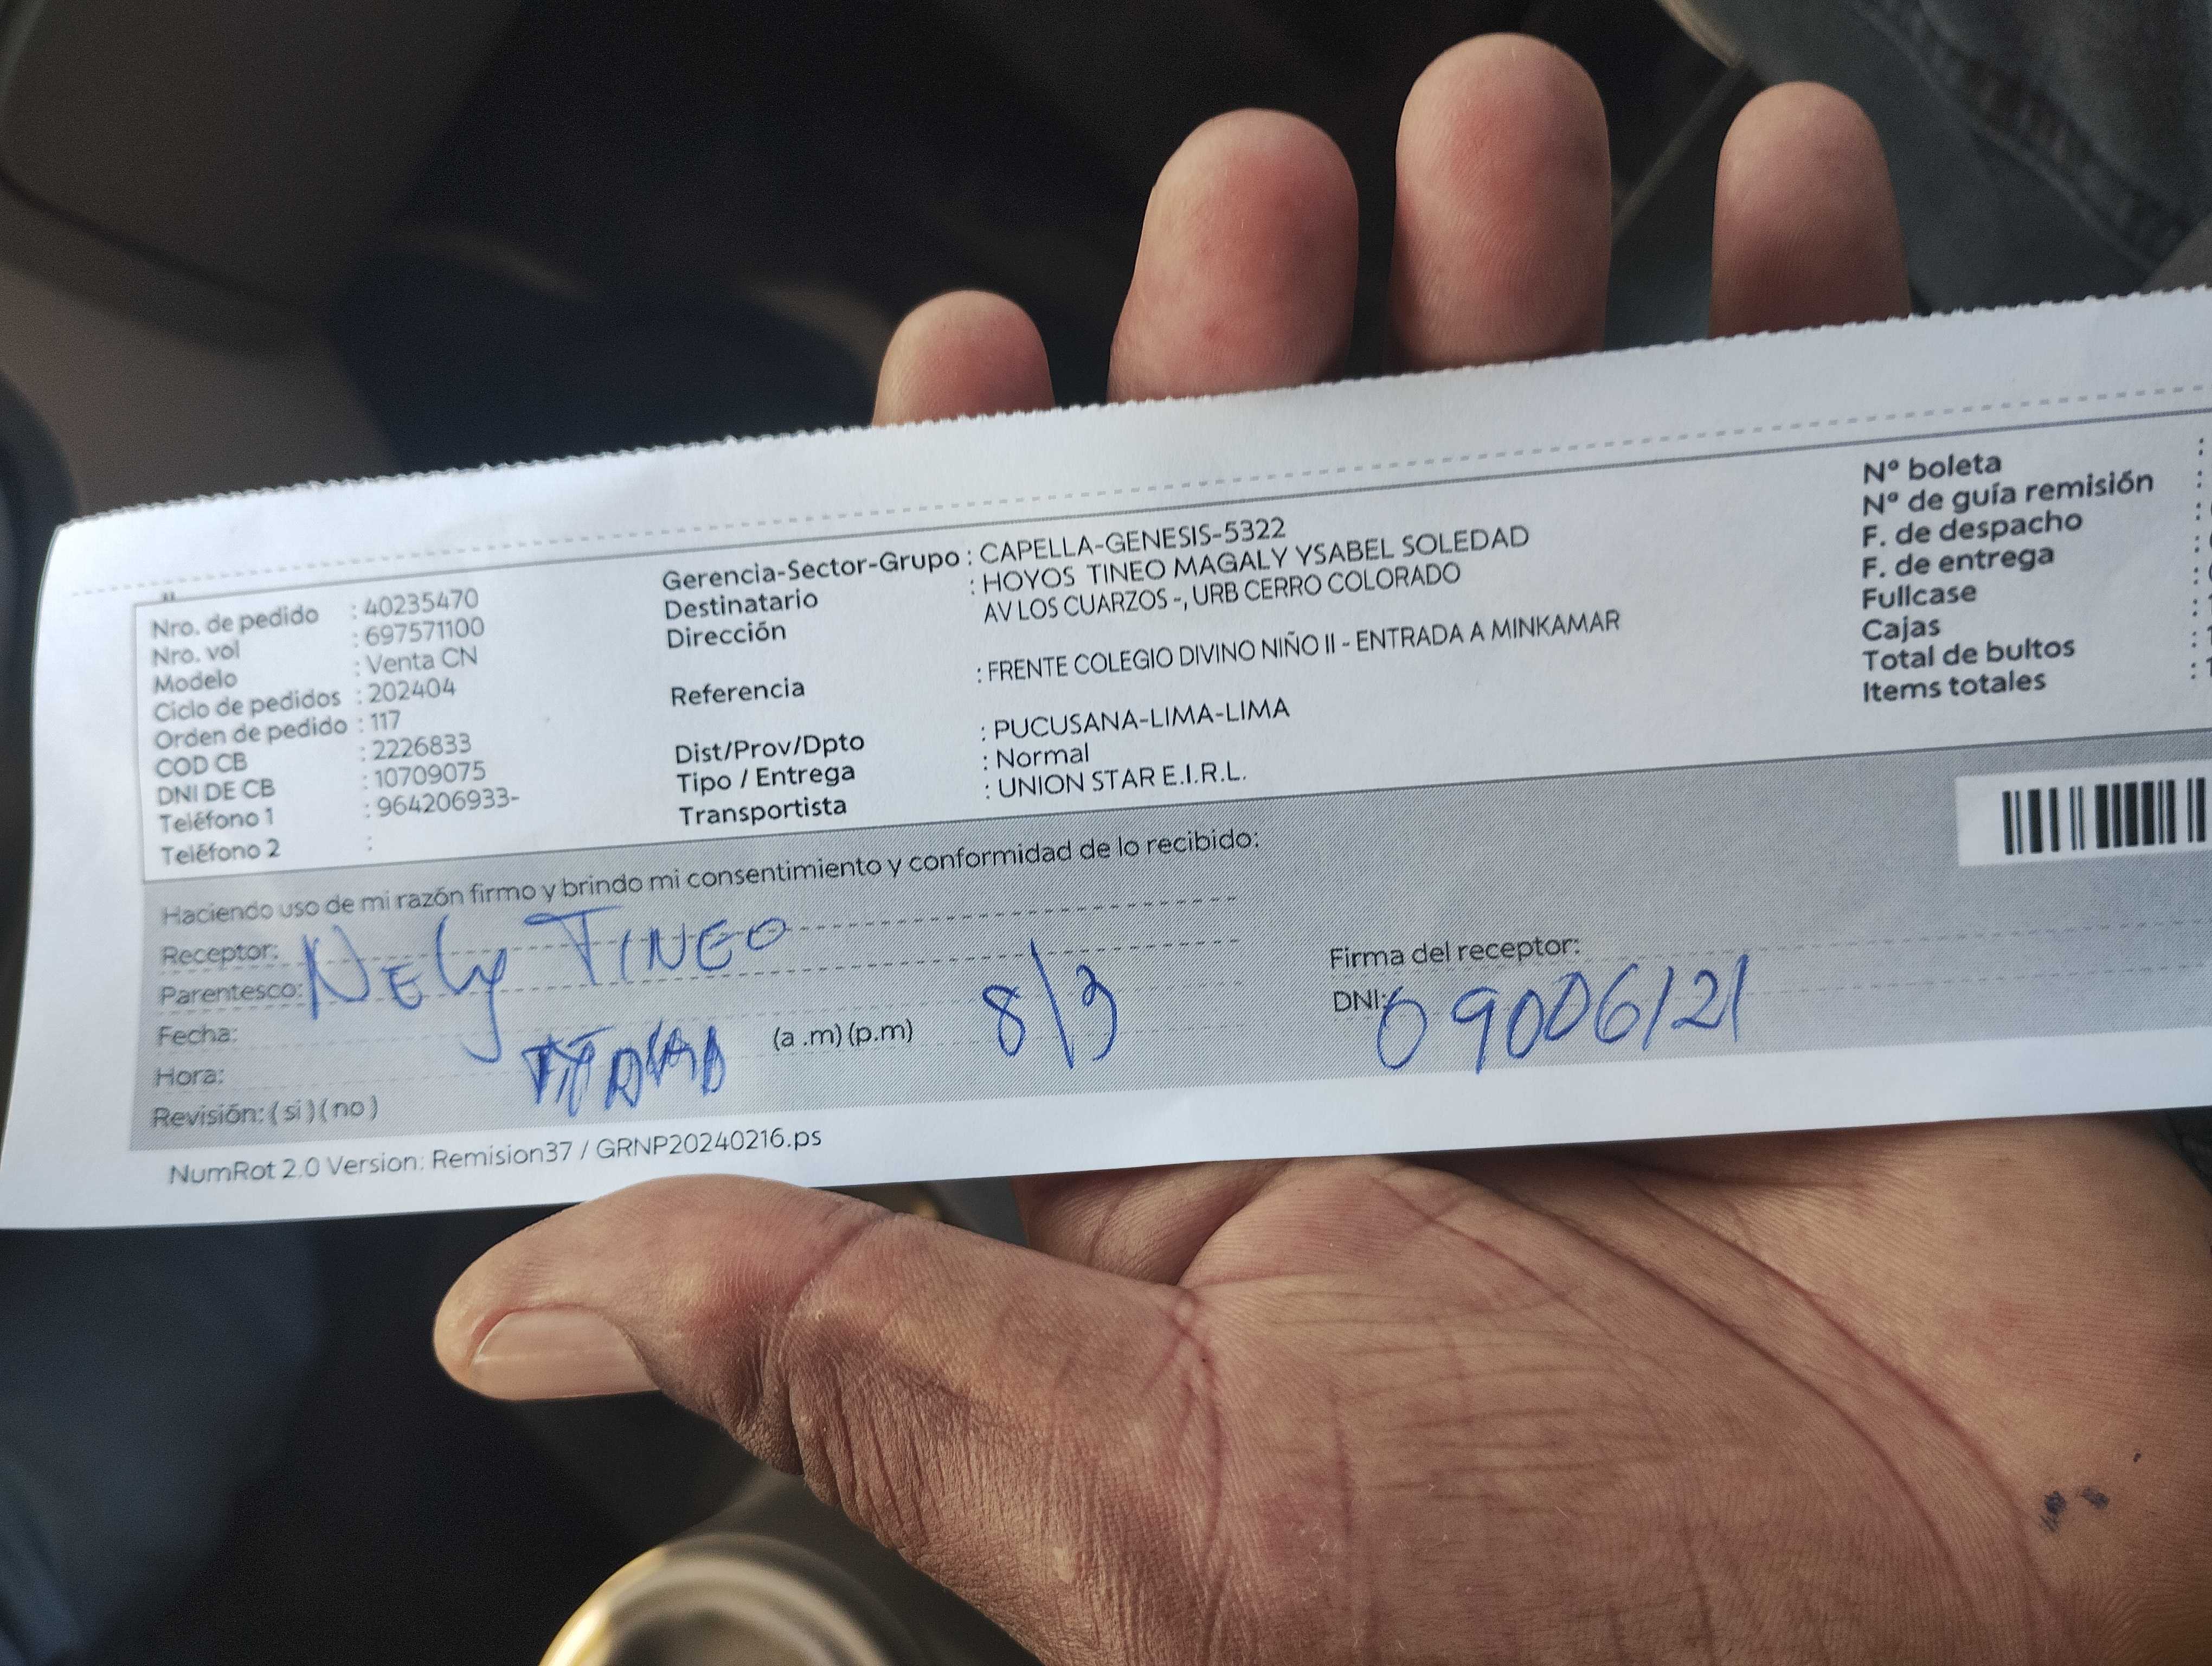 Nro. de pedido : 40235470
Nro. vol : 697571100
Modelo : Venta CN
Ciclo de pedidos : 202404
Orden de pedido : 117
COD CB : 2226833
DNI DE CB : 10709075
Teléfono 1 : 964206933-
Teléfono 2 :
Gerencia-Sector-Grupo : CAPELLA-GENESIS-5322
Destinatario : HOYOS TINEO MAGALY YSABEL SOLEDAD
Dirección AV LOS CUARZOS -, URB CERRO COLORADO
Referencia : FRENTE COLEGIO DIVINO NIÑO II - ENTRADA A MINKAMAR
Dist/Prov/Dpto : PUCUSANA-LIMA-LIMA
Tipo / Entrega : Normal
Transportista : UNION STAR E.I.R.L.
Nº boleta :
Nº de guía remisión :
F. de despacho :
F. de entrega :
Fullcase :
Cajas :
Total de bultos :
Items totales :
Haciendo uso de mi razón firmo y brindo mi consentimiento y conformidad de lo recibido:
Receptor: NELy TINEO
Parentesco:
Fecha:
Hora: (a .m) (p.m) 8/3
Revisión: ( si ) ( no )
Firma del receptor:
DNI: 09006121
NumRot 2.0 Version: Remision37 / GRNP20240216.ps